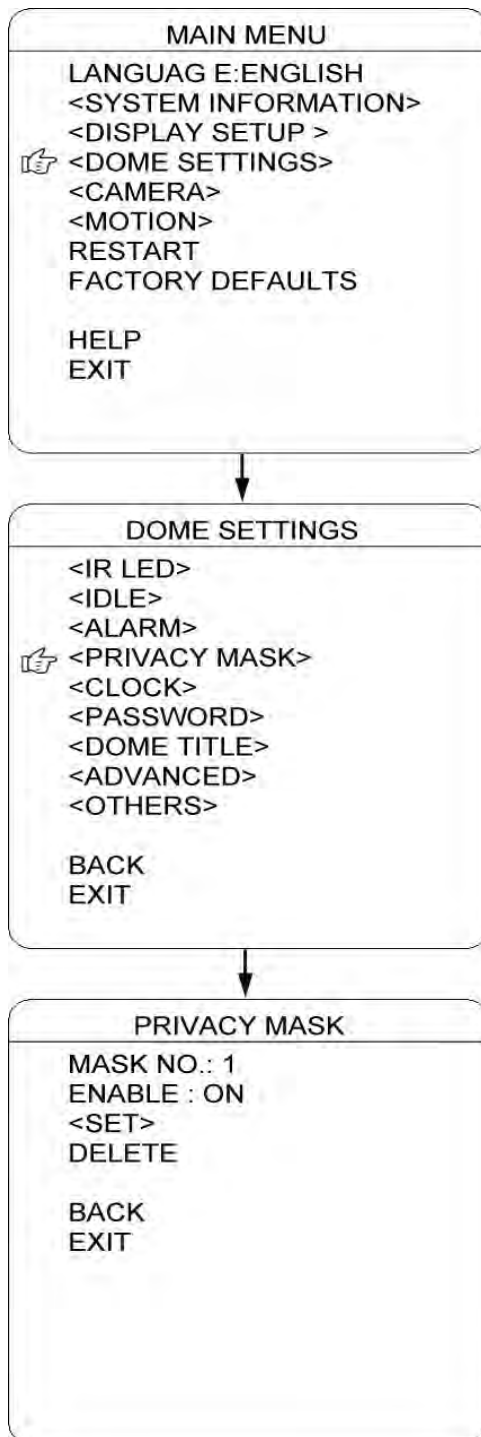 MAIN MENU
LANGUAG E:ENGLISH
<SYSTEM INFORMATION>
<DISPLAY SETUP >
<DOME SETTINGS>
<CAMERA>
<MOTION>
RESTART
FACTORY DEFAULTS
HELP
EXIT
DOME SETTINGS
<IR LED>
<IDLE>
<ALARM>
<PRIVACY MASK>
<CLOCK>
<PASSWORD>
<DOME TITLE>
<ADVANCED>
<OTHERS>
BACK
EXIT
PRIVACY MASK
MASK NO.: 1
ENABLE : ON
<SET>
DELETE
BACK
EXIT